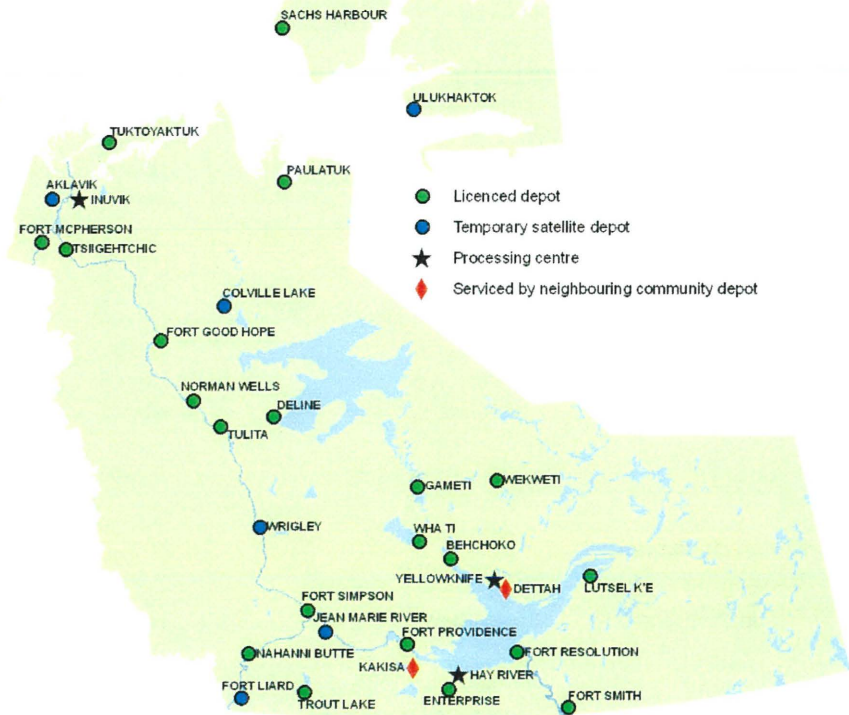 SACHS HARBOUR
ULUKHAKTOK
TUKTOYAKTUK
PAULATUK
AKLAVIK
INUVIK
Licenced depot
Temporary satellite depot
Processing centre
Serviced by neighbouring community depot
FORT MCPHERSON
TSIIGEHTCHIC
COLVILLE LAKE
FORT GOOD HOPE
NORMAN WELLS
DELINE
TULITA
GAMETI
WEKWETI
WRIGLEY
WHA TI
BEHCHOKO
YELLOWKNIFE
DETTAH
LUTSEL K'E
FORT SIMPSON
JEAN MARIE RIVER
FORT PROVIDENCE
NAHANNI BUTTE
FORT RESOLUTION
KAKISA
HAY RIVER
FORT LIARD
TROUT LAKE
ENTERPRISE
FORT SMITH